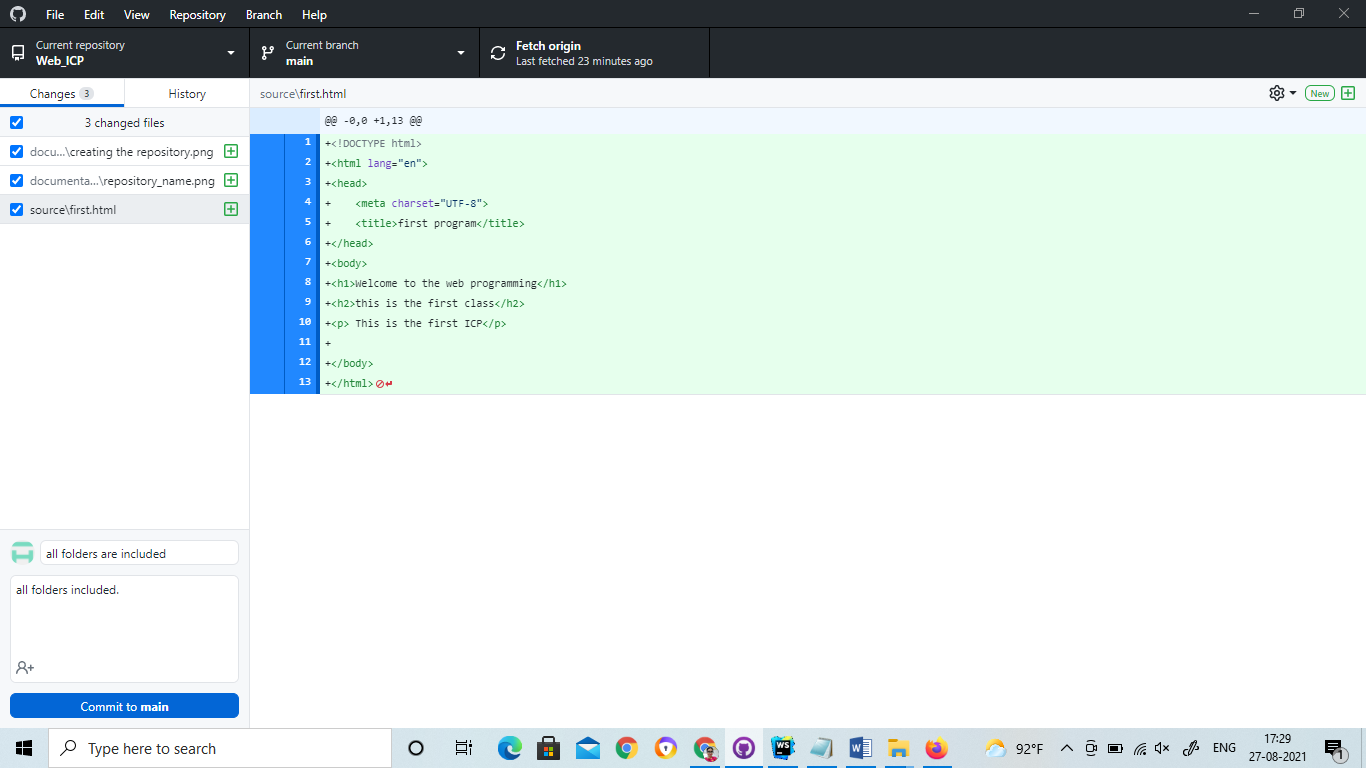 File Edit View Repository Branch Help
Current repository
Web_ICP
Current branch
main
Fetch origin
Last fetched 23 minutes ago
Changes 3
History
source\first.html
New
3 changed files
docu...\creating the repository.png
documenta...\repository_name.png
source\first.html
@@ -0,0 +1,13 @@
1 +<!DOCTYPE html>
2 +<html lang="en">
3 +<head>
4 +    <meta charset="UTF-8">
5 +    <title>first program</title>
6 +</head>
7 +<body>
8 +<h1>Welcome to the web programming</h1>
9 +<h2>this is the first class</h2>
10 +<p> This is the first ICP</p>
11 +
12 +</body>
13 +</html>
all folders are included
all folders included.
Commit to main
Type here to search
WS
92°F
ENG
17:29
27-08-2021
1